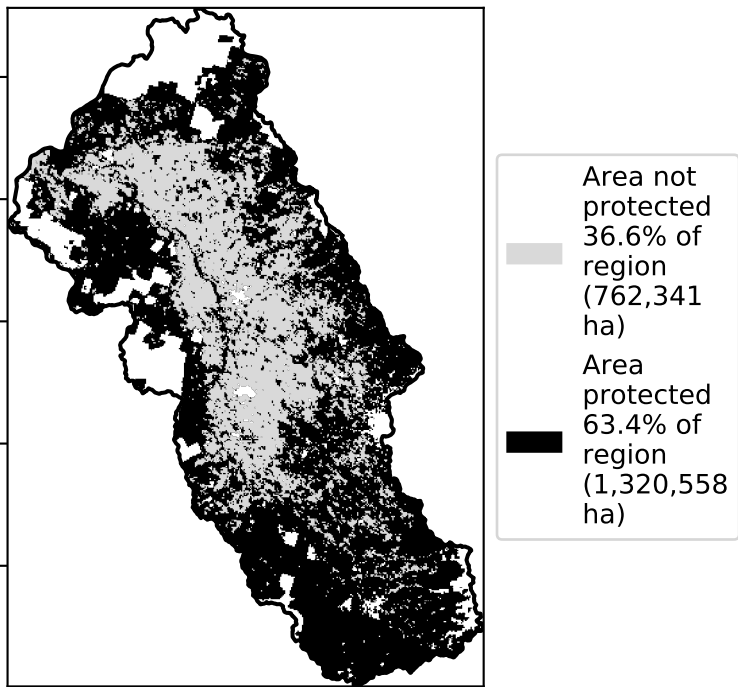 Area not
protected
36.6% of
region
(762,341
ha)
Area
protected
63.4% of
region
(1,320,558
ha)